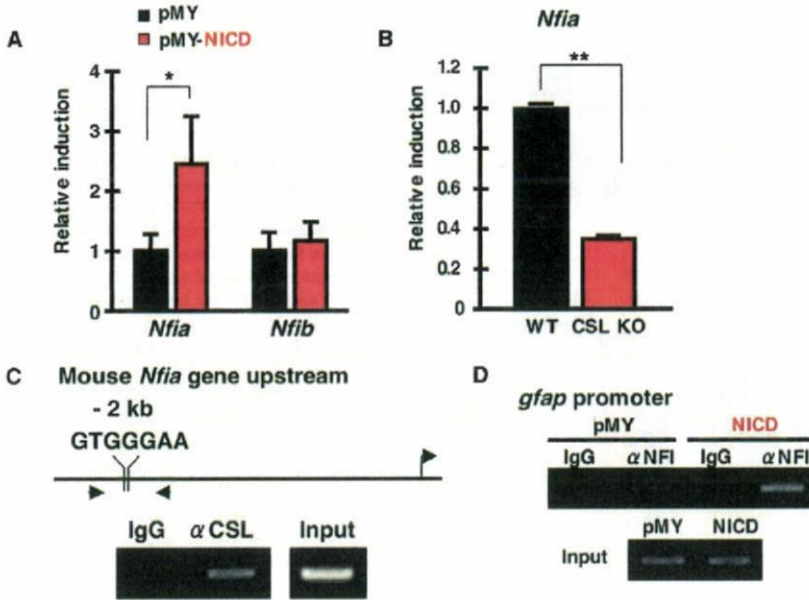 A
pMY
pMY-NICD
Relative induction
4
3
2
1
0
*
Nfia
Nfib
B
Nfia
Relative induction
1.2
1.0
0.8
0.6
0.4
0.2
0
**
WT CSL KO
C
Mouse Nfia gene upstream
- 2 kb
GTGGGAA
IgG αCSL Input
D
gfap promoter
pMY NICD
IgG αNFI IgG αNFI
pMY NICD
Input